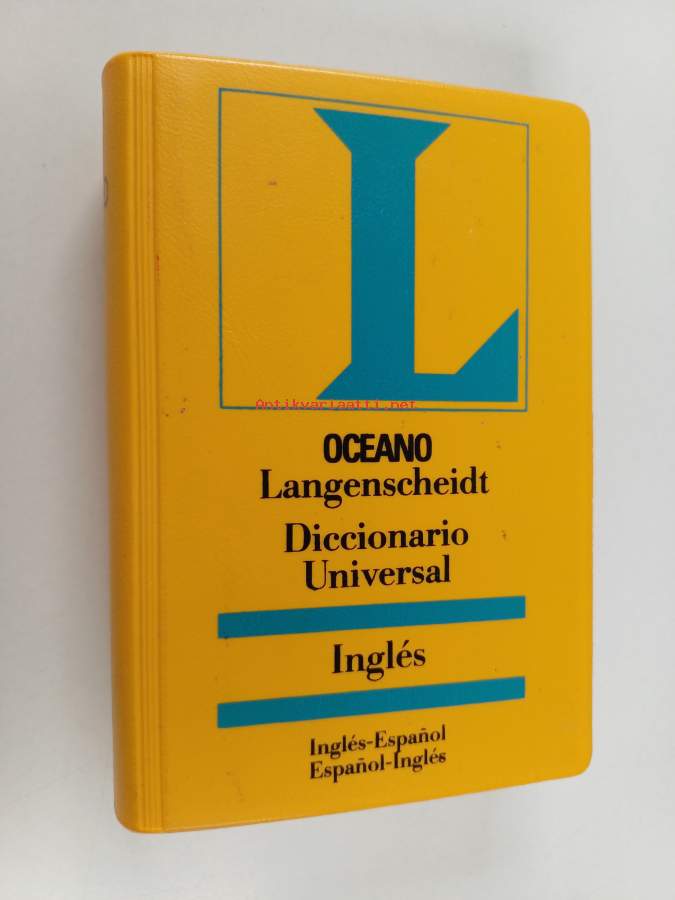 L
Antikvariaatti.net
OCEANO
Langenscheidt
Diccionario
Universal
Inglés
Inglés-Español
Español-Inglés